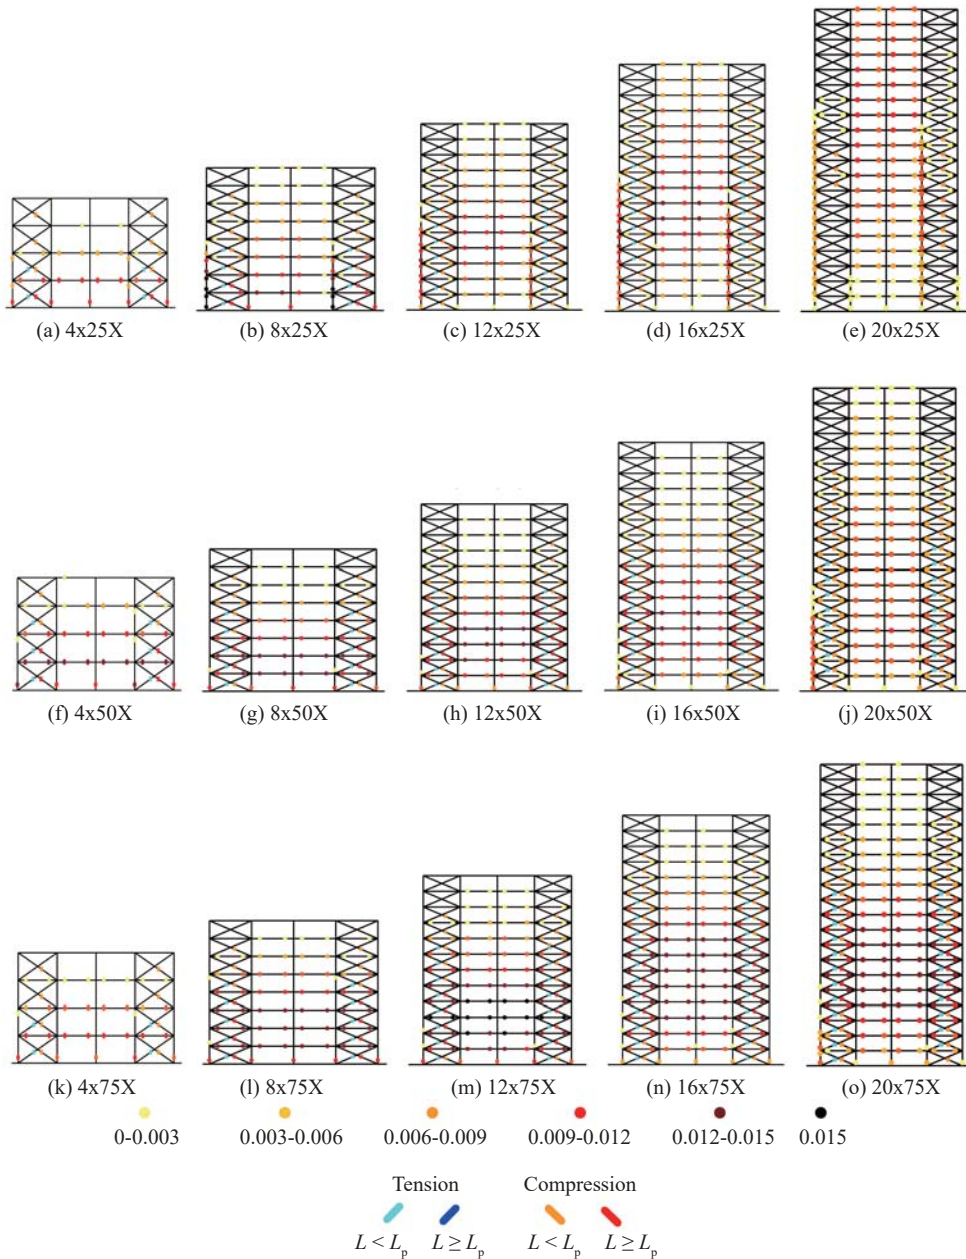 (a) 4x25X
(b) 8x25X
(c) 12x25X
(d) 16x25X
(e) 20x25X
(f) 4x50X
(g) 8x50X
(h) 12x50X
(i) 16x50X
(j) 20x50X
(k) 4x75X
(l) 8x75X
(m) 12x75X
(n) 16x75X
(o) 20x75X
0-0.003 0.003-0.006 0.006-0.009 0.009-0.012 0.012-0.015 0.015
Tension Compression
L < Lp L ≥ Lp L < Lp L ≥ Lp